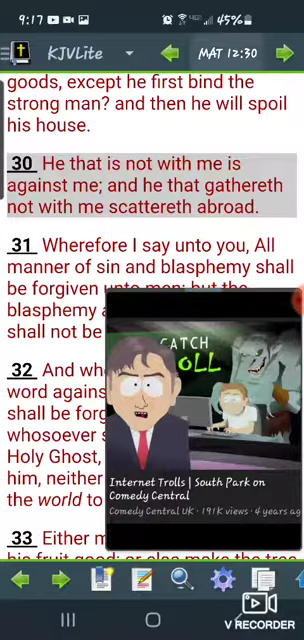 9:17 45%
KJVLite MAT 12:30
goods, except he first bind the
strong man? and then he will spoil
his house.
30 He that is not with me is
against me; and he that gathereth
not with me scattereth abroad.
31 Wherefore I say unto you, All
manner of sin and blasphemy shall
be forgiven unto men: but the
blasphemy a
shall not be
32 And wh
word agains
shall be forg
whosoever s
Holy Ghost,
him, neither
the world to
33 Either m
CATCH
OLL
Internet Trolls | South Park on
Comedy Central
Comedy Central UK · 191K views · 4 years ag
V RECORDER